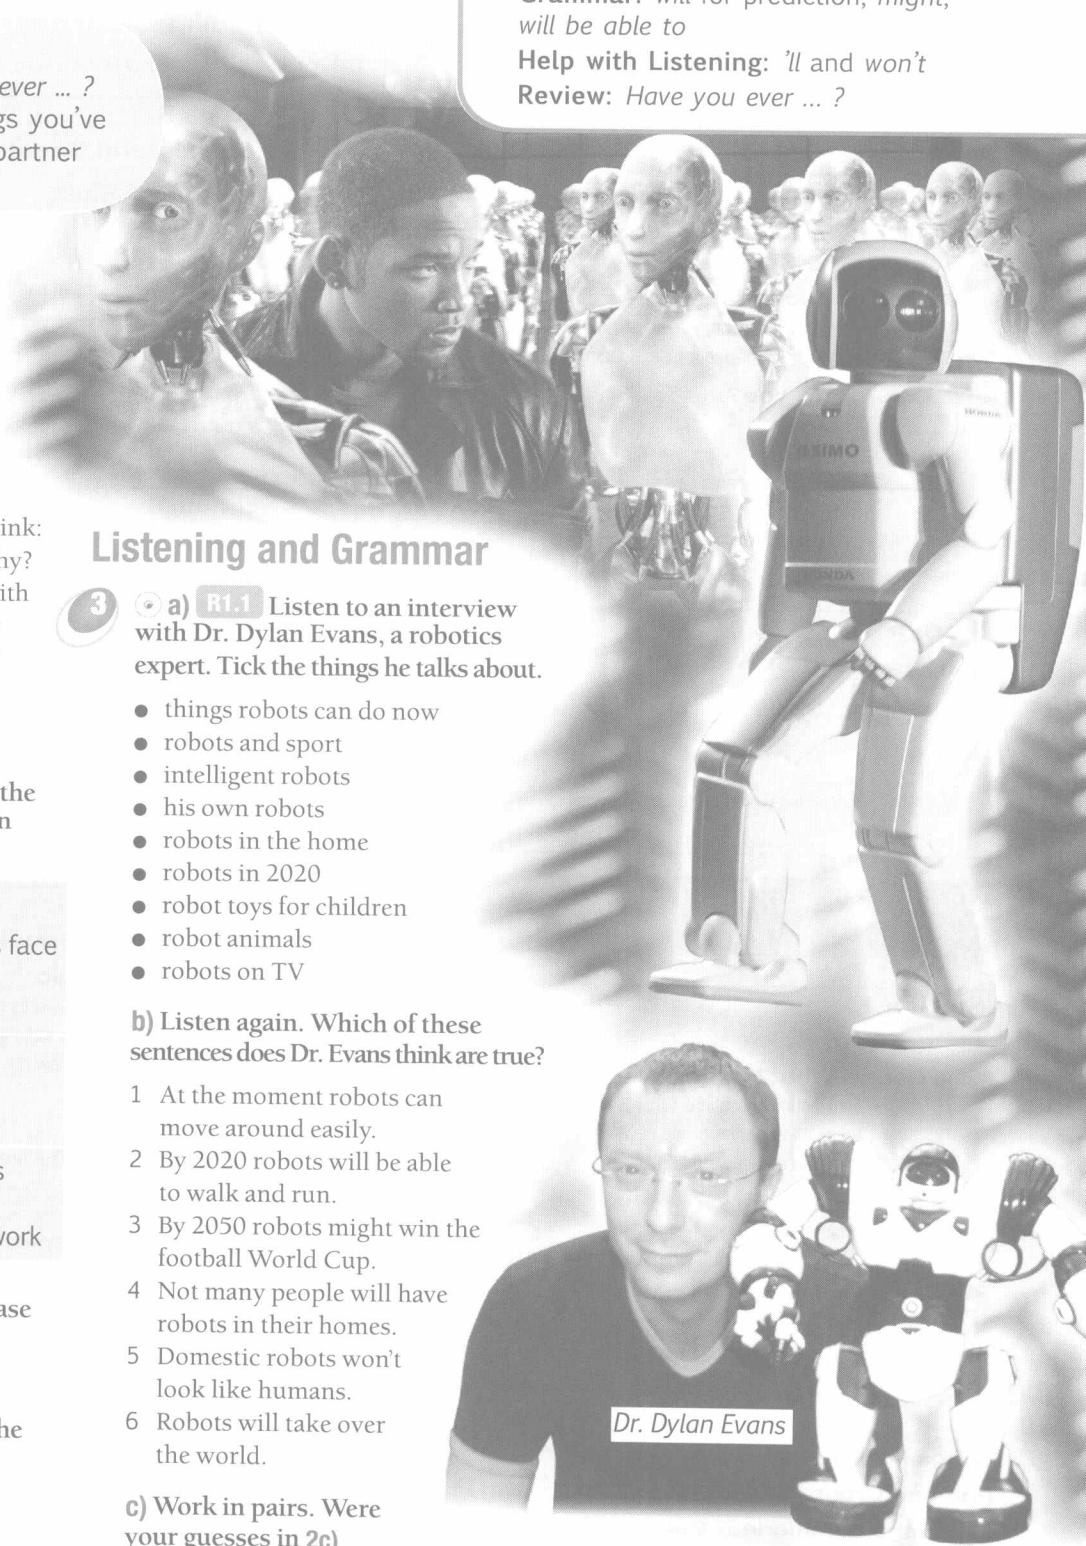 ever ... ?
gs you've
partner
will be able to
Help with Listening: 'll and won't
Review: Have you ever ... ?
ASIMO
HONDA
HONDA
ink:
ny?
ith
the
n
face
s
work
ase
he
Listening and Grammar
3 a) R1.1 Listen to an interview
with Dr. Dylan Evans, a robotics
expert. Tick the things he talks about.
● things robots can do now
● robots and sport
● intelligent robots
● his own robots
● robots in the home
● robots in 2020
● robot toys for children
● robot animals
● robots on TV
b) Listen again. Which of these
sentences does Dr. Evans think are true?
1 At the moment robots can
move around easily.
2 By 2020 robots will be able
to walk and run.
3 By 2050 robots might win the
football World Cup.
4 Not many people will have
robots in their homes.
5 Domestic robots won't
look like humans.
6 Robots will take over
the world.
c) Work in pairs. Were
your guesses in 2c)
Dr. Dylan Evans